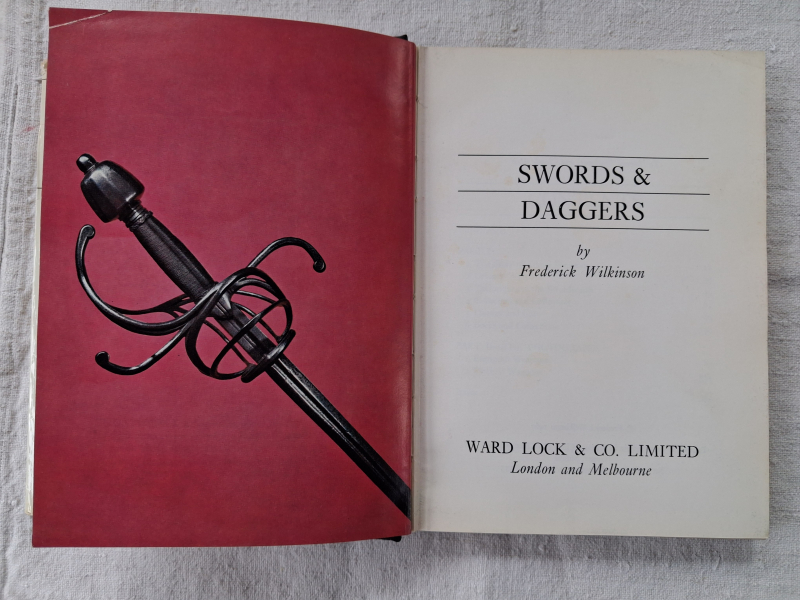 SWORDS &
DAGGERS
by
Frederick Wilkinson
WARD LOCK & CO. LIMITED
London and Melbourne